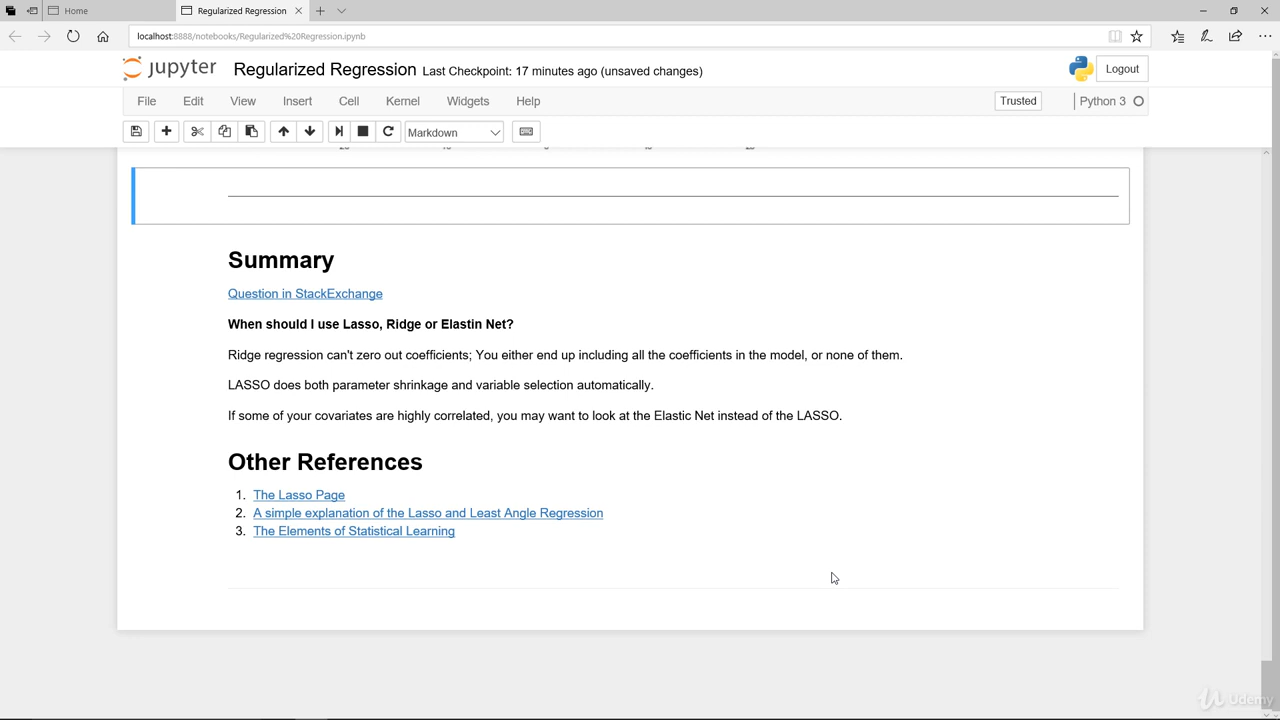 Home
Regularized Regression
localhost:8888/notebooks/Regularized%20Regression.ipynb
jupyter Regularized Regression Last Checkpoint: 17 minutes ago (unsaved changes)
Logout
File Edit View Insert Cell Kernel Widgets Help
Trusted
Python 3
Markdown
Summary
Question in StackExchange
When should I use Lasso, Ridge or Elastin Net?
Ridge regression can't zero out coefficients; You either end up including all the coefficients in the model, or none of them.
LASSO does both parameter shrinkage and variable selection automatically.
If some of your covariates are highly correlated, you may want to look at the Elastic Net instead of the LASSO.
Other References
1. The Lasso Page
2. A simple explanation of the Lasso and Least Angle Regression
3. The Elements of Statistical Learning
Udemy